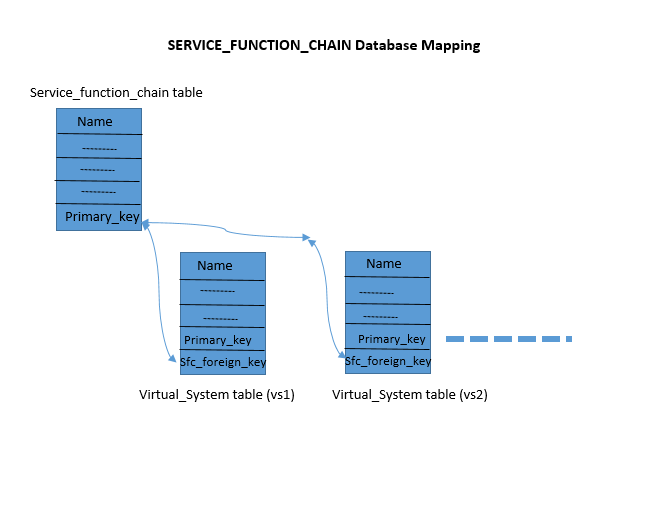 SERVICE_FUNCTION_CHAIN Database Mapping
Service_function_chain table
Name
---------
---------
---------
Primary_key
Name
---------
---------
Primary_key
Sfc_foreign_key
Virtual_System table (vs1)
Name
---------
---------
Primary_key
Sfc_foreign_key
Virtual_System table (vs2)